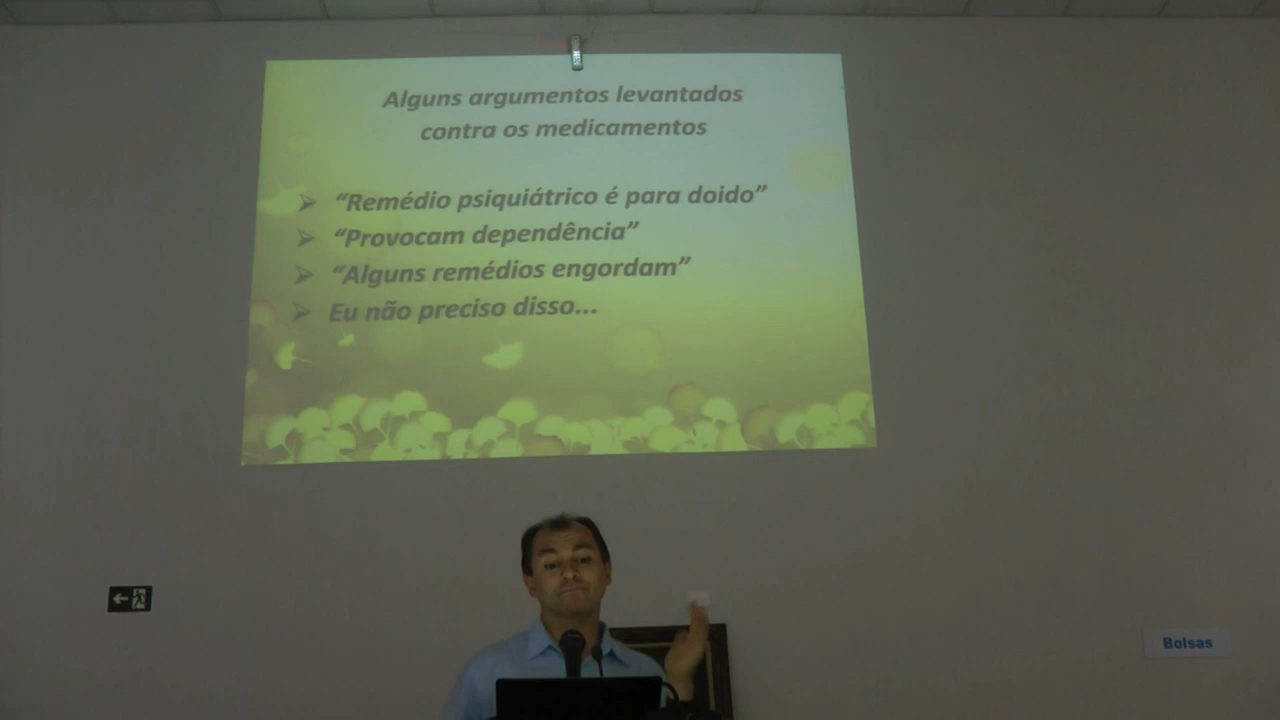 Alguns argumentos levantados
contra os medicamentos
➢ “Remédio psiquiátrico é para doido”
➢ “Provocam dependência”
➢ “Alguns remédios engordam”
➢ Eu não preciso disso...
Bolsas